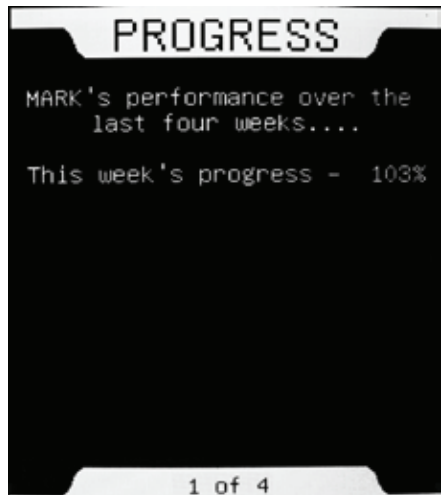 PROGRESS
MARK's performance over the
last four weeks....
This week's progress - 103%
1 of 4